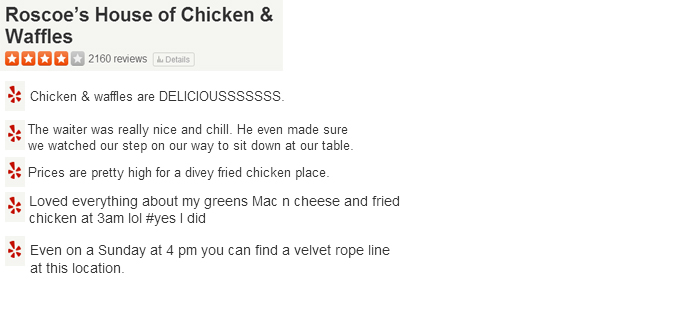 Roscoe’s House of Chicken &
Waffles
2160 reviews Details
Chicken & waffles are DELICIOUSSSSSSS.
The waiter was really nice and chill. He even made sure
we watched our step on our way to sit down at our table.
Prices are pretty high for a divey fried chicken place.
Loved everything about my greens Mac n cheese and fried
chicken at 3am lol #yes I did
Even on a Sunday at 4 pm you can find a velvet rope line
at this location.